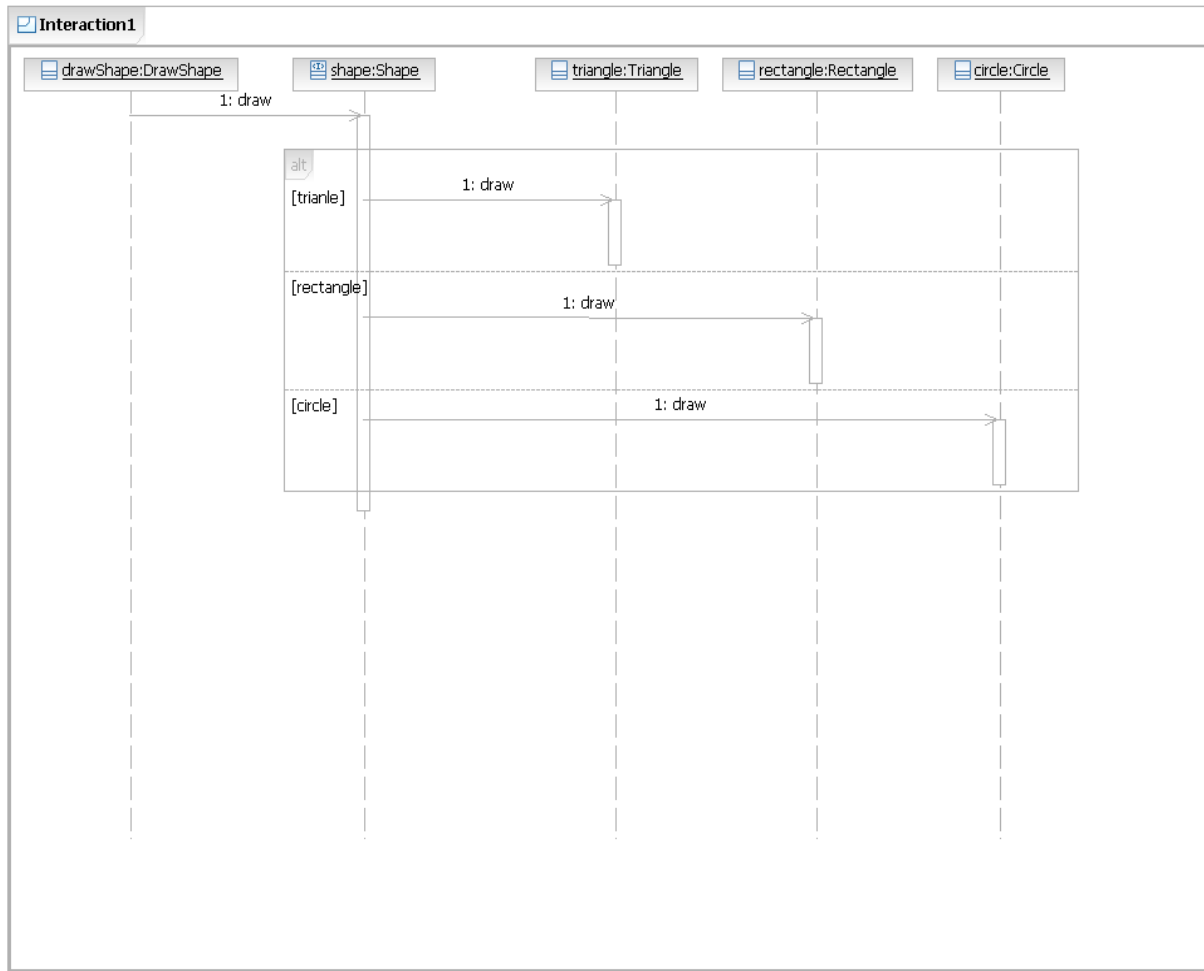 Interaction1
drawShape:DrawShape
shape:Shape
triangle:Triangle
rectangle:Rectangle
circle:Circle
1: draw
alt
[trianle]
1: draw
[rectangle]
1: draw
[circle]
1: draw